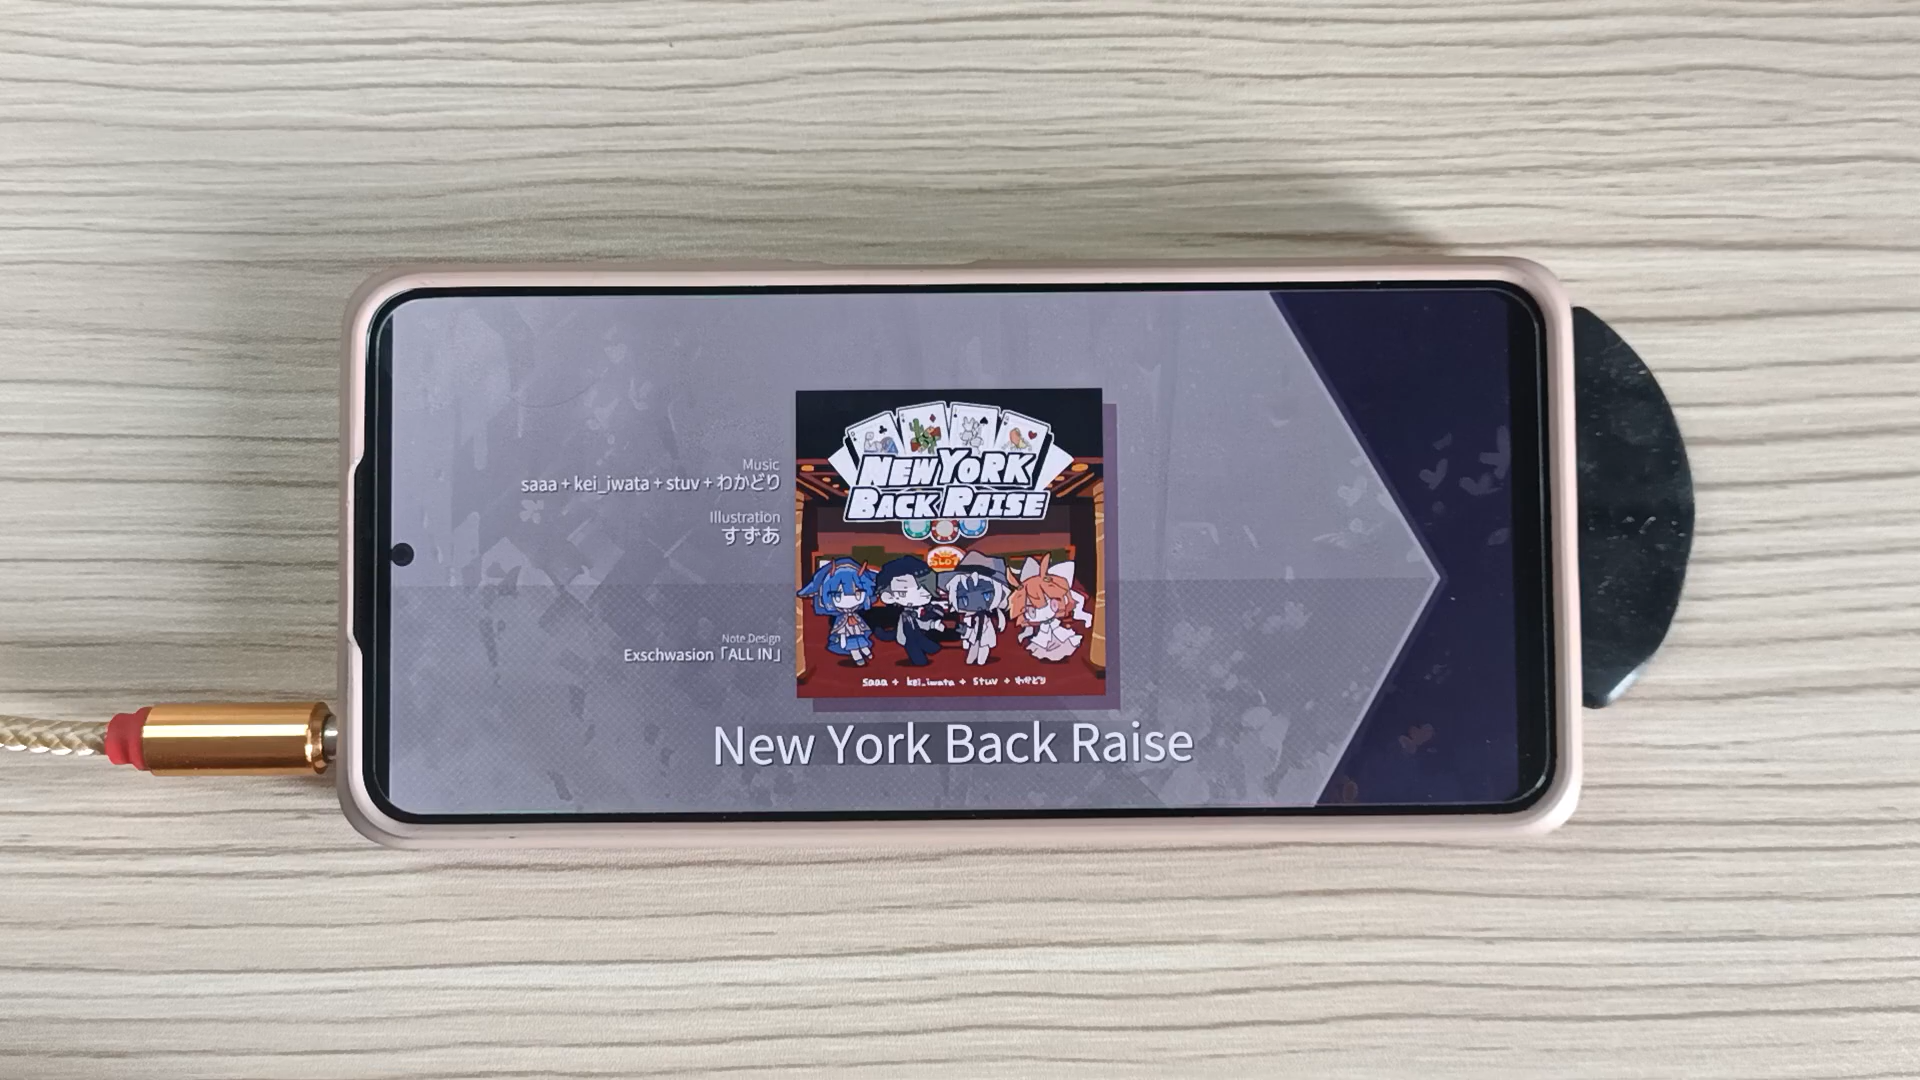 Music
saaa + kei_iwata + stuv + わかどり
Illustration
すずあ
Note Design
Exschwasion「ALL IN」
NEW YORK
BACK RAISE
SLOT
saaa + kei_iwata + stuv + わかどり
New York Back Raise